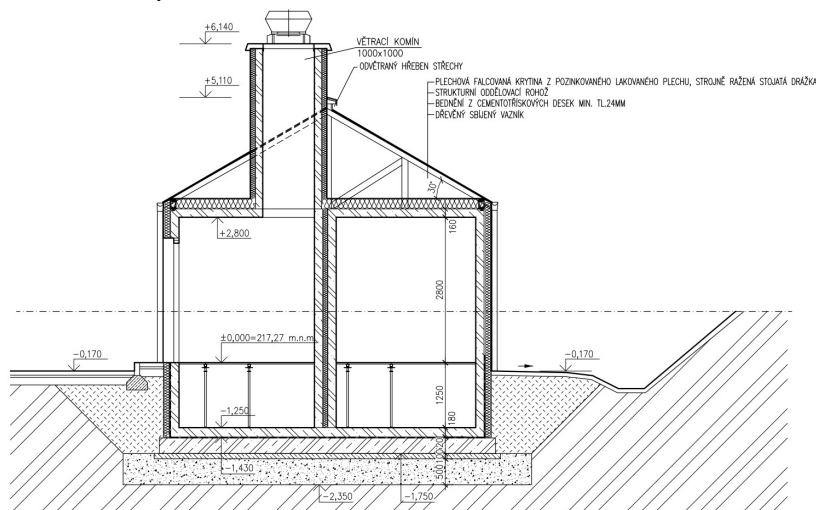 +6,140
VĚTRACÍ KOMÍN
1000x1000
ODVĚTRANÝ HŘEBEN STŘECHY
+5,110
PLECHOVÁ FALCOVANÁ KRYTINA Z POZINKOVANÉHO LAKOVANÉHO PLECHU, STROJNĚ RAŽENÁ STOJATÁ DRÁŽKA
STRUKTURNÍ ODDĚLOVACÍ ROHOŽ
BEDNĚNÍ Z CEMENTOTŘÍSKOVÝCH DESEK MIN. TL.24MM
DŘEVĚNÝ SBÍJENÝ VAZNÍK
30°
+2,800
160
2800
±0,000=217,27 m.n.m.
-0,170
-0,170
1250
-1,250
180
-1,430
500
-2,350
-1,750